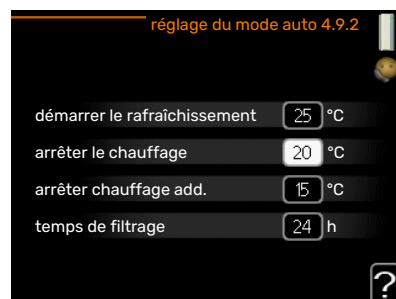 réglage du mode auto 4.9.2
démarrer le rafraîchissement 25 °C
arrêter le chauffage 20 °C
arrêter chauffage add. 15 °C
temps de filtrage 24 h
?